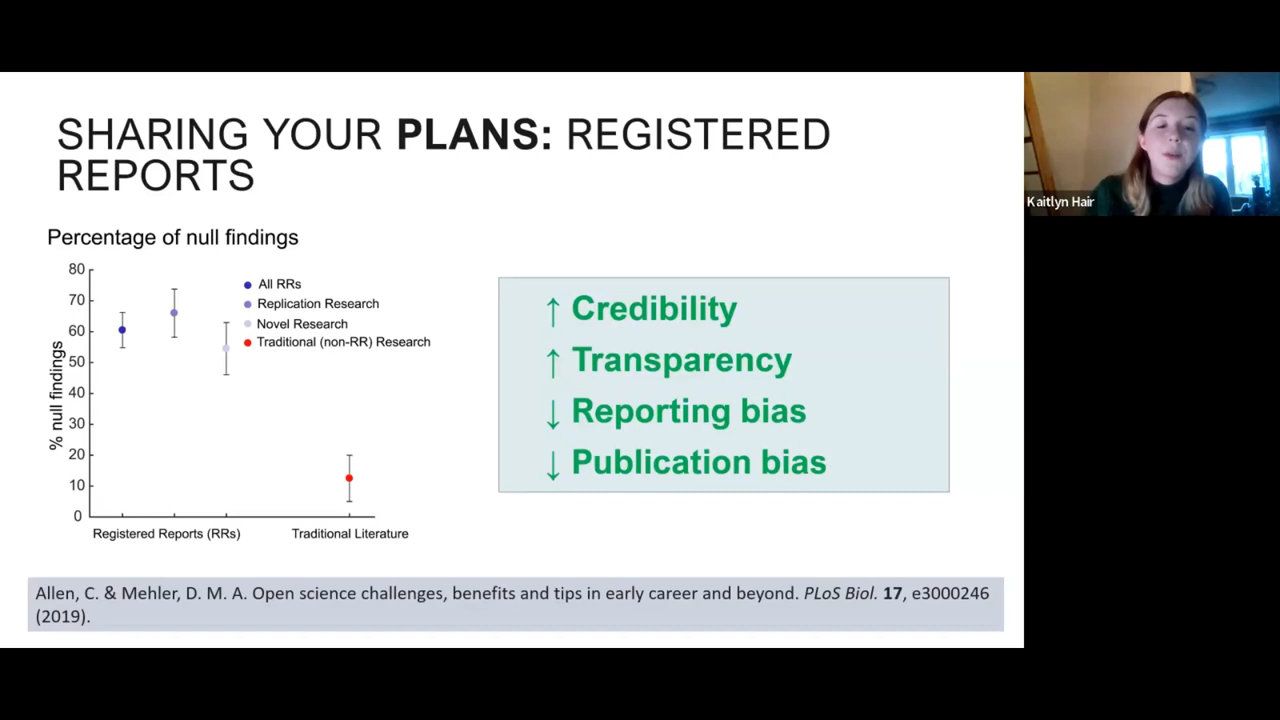 SHARING YOUR PLANS: REGISTERED
REPORTS
Kaitlyn Hair
Percentage of null findings
% null findings
80
70
60
50
40
30
20
10
0
All RRs
Replication Research
Novel Research
Traditional (non-RR) Research
Registered Reports (RRs)
Traditional Literature
↑ Credibility
↑ Transparency
↓ Reporting bias
↓ Publication bias
Allen, C. & Mehler, D. M. A. Open science challenges, benefits and tips in early career and beyond. PLoS Biol. 17, e3000246
(2019).